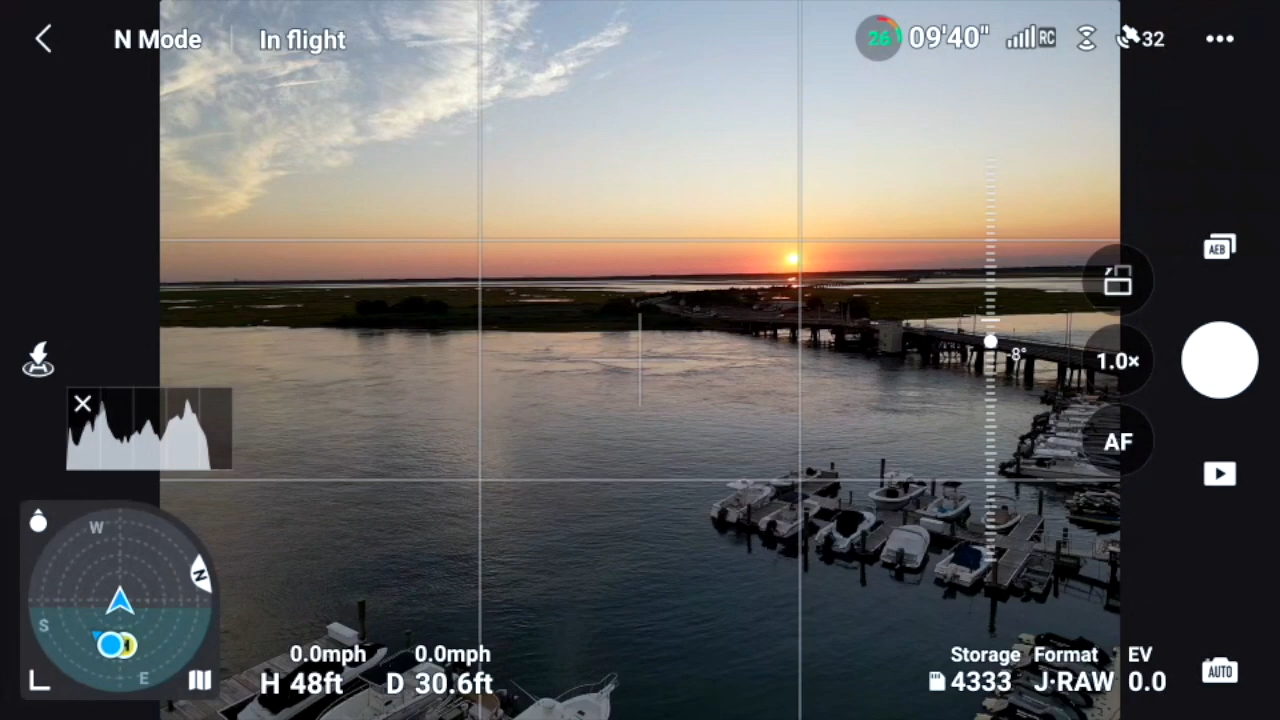 N Mode In flight 26 09'40" RC 32
AEB
-8° 1.0×
AF
W
N
S
H
E
0.0mph 0.0mph
H 48ft D 30.6ft
Storage Format EV
4333 J·RAW 0.0
AUTO